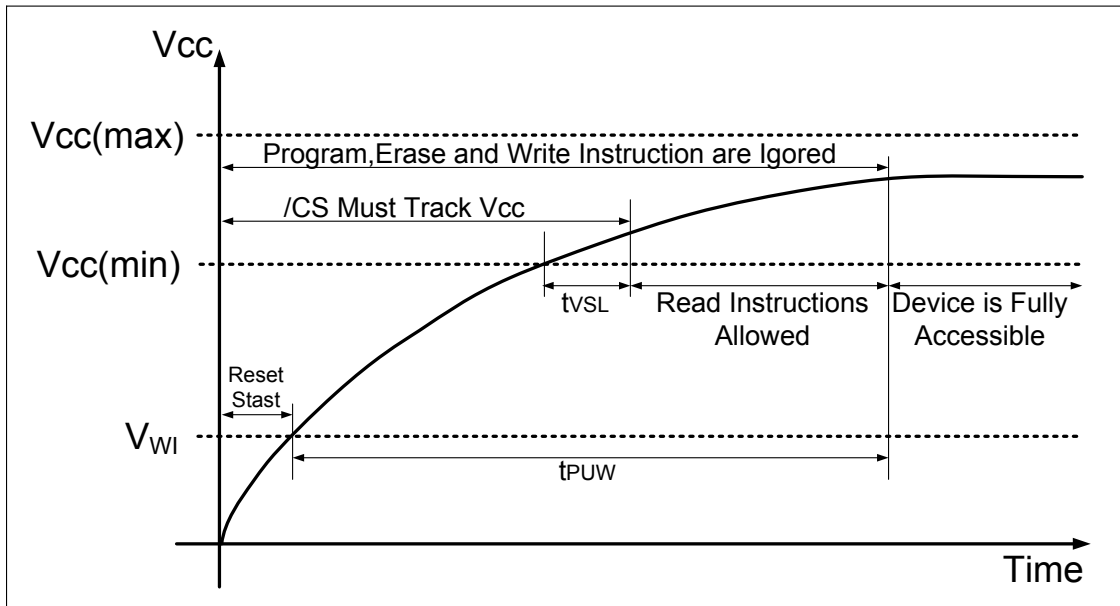 Vcc
Vcc(max)
Program,Erase and Write Instruction are Igored
/CS Must Track Vcc
Vcc(min)
tVSL
Read Instructions
Allowed
Device is Fully
Accessible
Reset
Stast
VWI
tPUW
Time